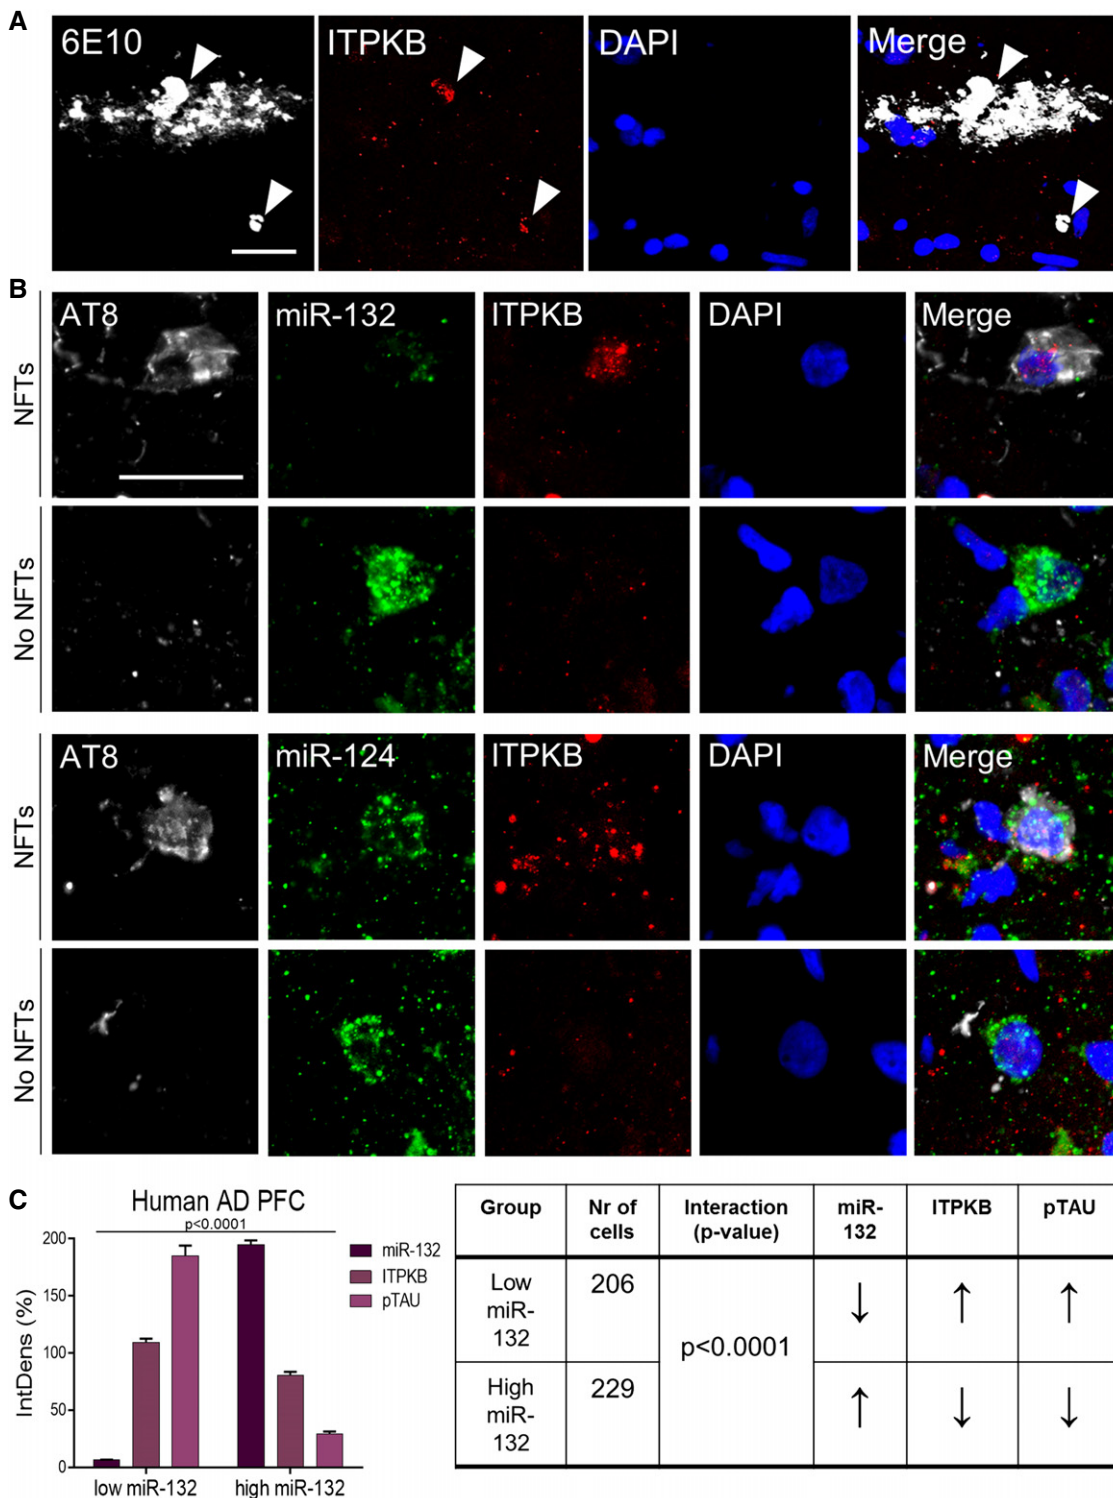 A
6E10
ITPKB
DAPI
Merge
B
NFTs
AT8
miR-132
ITPKB
DAPI
Merge
No NFTs
NFTs
AT8
miR-124
ITPKB
DAPI
Merge
No NFTs
C
Human AD PFC
p<0.0001
IntDens (%)
200
150
100
50
0
low miR-132
high miR-132
miR-132
ITPKB
pTAU
Group
Nr of
cells
Interaction
(p-value)
miR-
132
ITPKB
pTAU
Low
miR-
132
206
p<0.0001
↓
↑
↑
High
miR-
132
229
↑
↓
↓